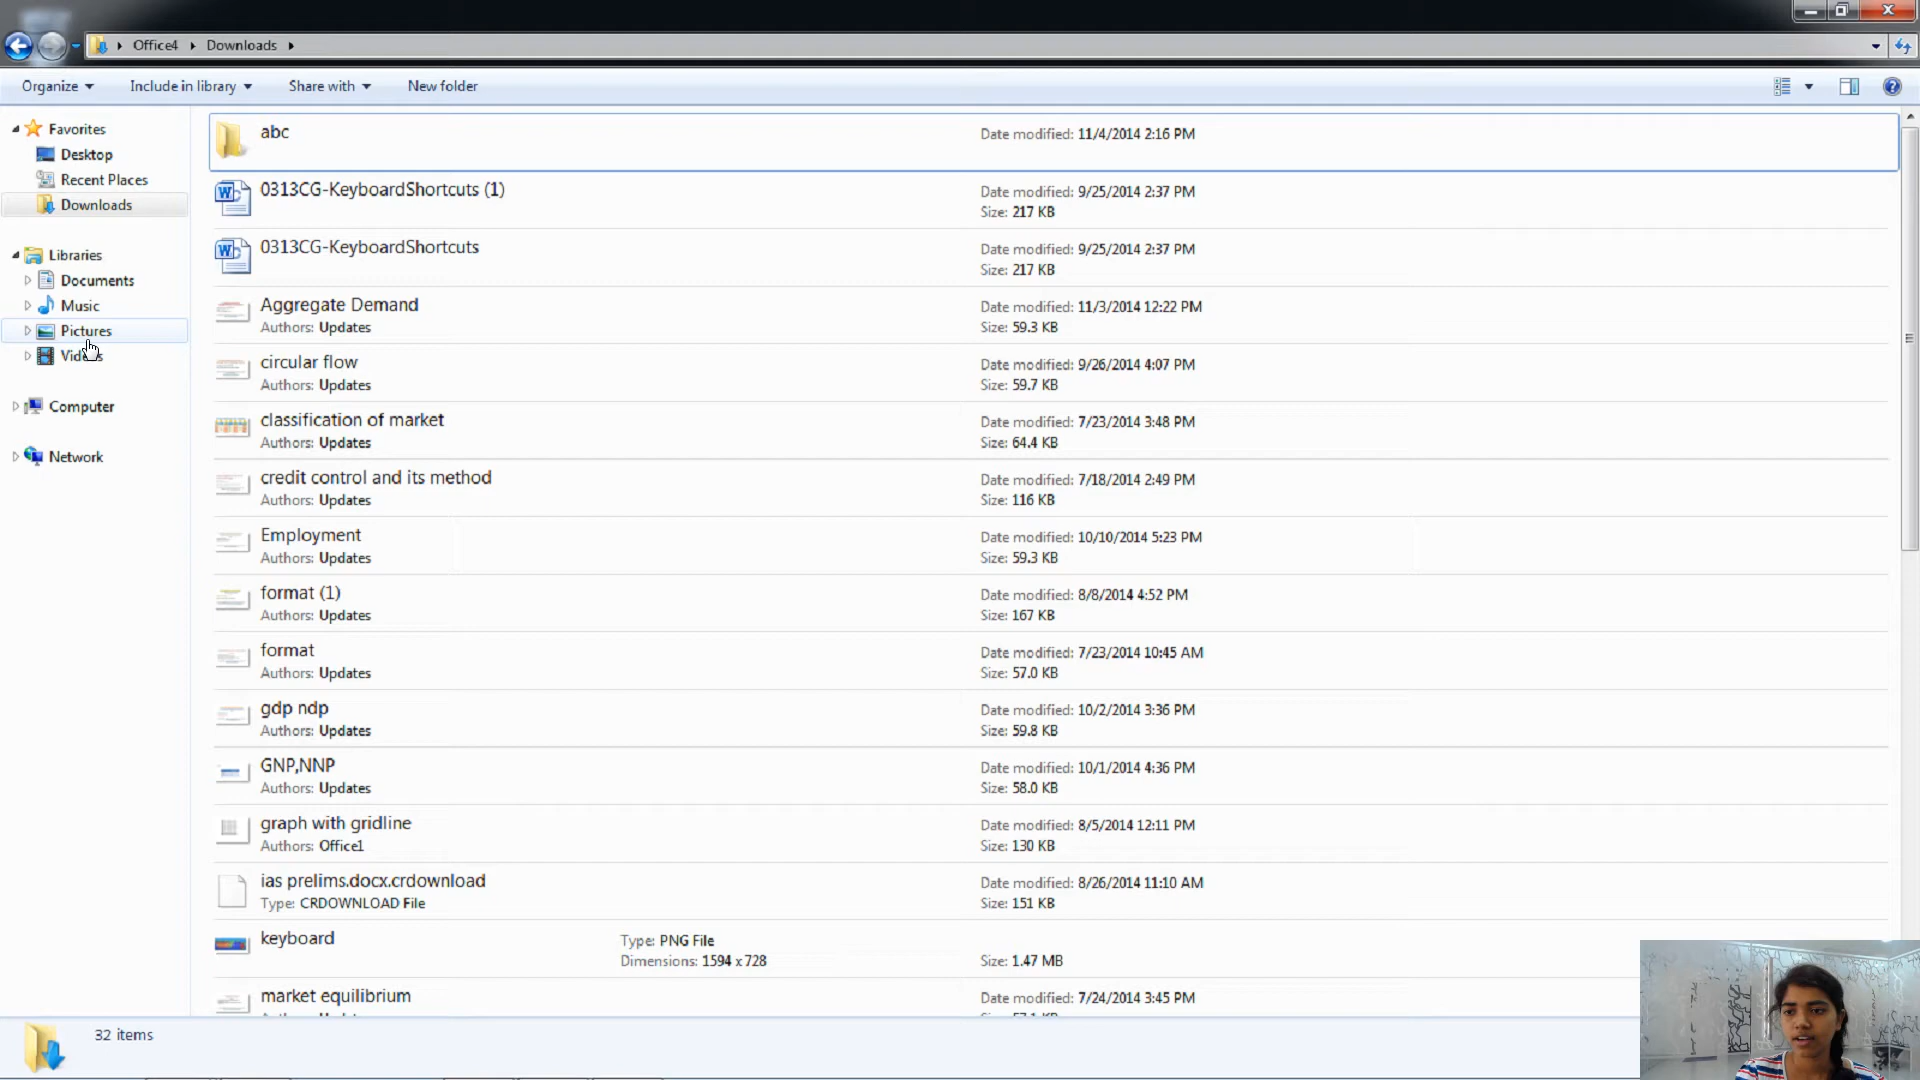 Office4 Downloads
Organize Include in library Share with New folder
Favorites
Desktop
Recent Places
Downloads
Libraries
Documents
Music
Pictures
Computer
Network
abc Date modified: 11/4/2014 2:16 PM
0313CG-KeyboardShortcuts (1) Date modified: 9/25/2014 2:37 PM
Size: 217 KB
0313CG-KeyboardShortcuts Date modified: 9/25/2014 2:37 PM
Size: 217 KB
Aggregate Demand Date modified: 11/3/2014 12:22 PM
Authors: Updates Size: 59.3 KB
circular flow Date modified: 9/26/2014 4:07 PM
Authors: Updates Size: 59.7 KB
classification of market Date modified: 7/23/2014 3:48 PM
Authors: Updates Size: 64.4 KB
credit control and its method Date modified: 7/18/2014 2:49 PM
Authors: Updates Size: 116 KB
Employment Date modified: 10/10/2014 5:23 PM
Authors: Updates Size: 59.3 KB
format (1) Date modified: 8/8/2014 4:52 PM
Authors: Updates Size: 167 KB
format Date modified: 7/23/2014 10:45 AM
Authors: Updates Size: 57.0 KB
gdp ndp Date modified: 10/2/2014 3:36 PM
Authors: Updates Size: 59.8 KB
GNP,NNP Date modified: 10/1/2014 4:36 PM
Authors: Updates Size: 58.0 KB
graph with gridline Date modified: 8/5/2014 12:11 PM
Authors: Office1 Size: 130 KB
ias prelims.docx.crdownload Date modified: 8/26/2014 11:10 AM
Type: CRDOWNLOAD File Size: 151 KB
keyboard Type: PNG File
Dimensions: 1594 x 728 Size: 1.47 MB
market equilibrium Date modified: 7/24/2014 3:45 PM
32 items